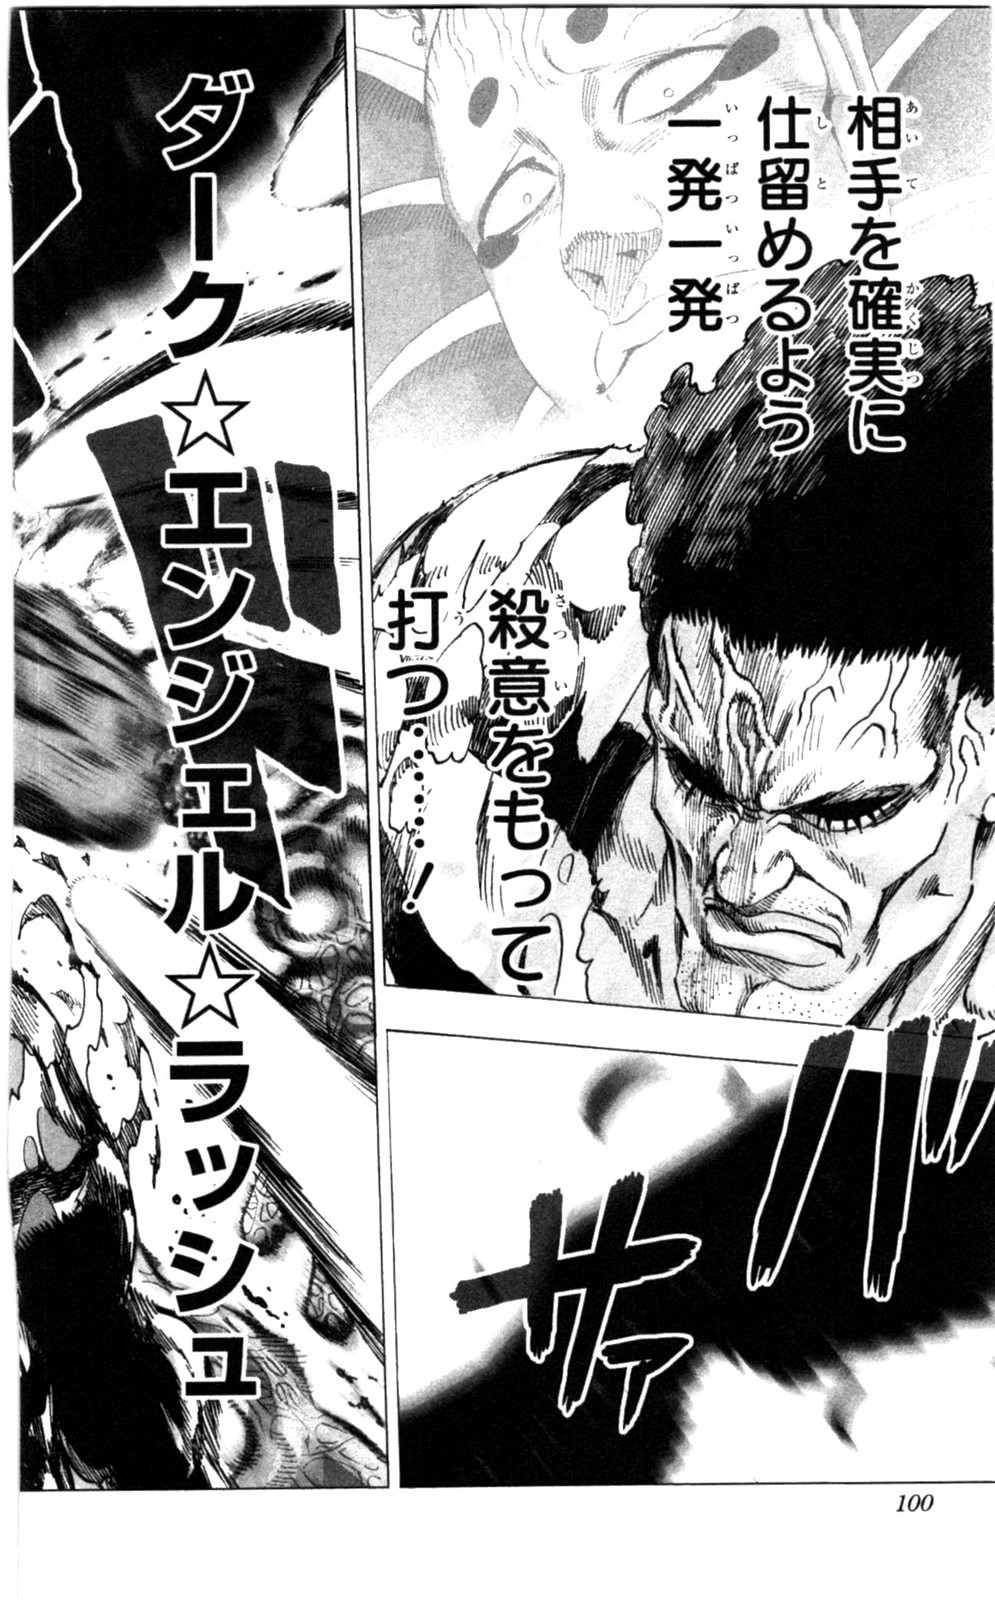 相手を確実に
仕留めるよう
一発一発
殺意をもって
打つ………！
バ
サァ
ダーク☆エンジェル☆ラッシュ
ド
100